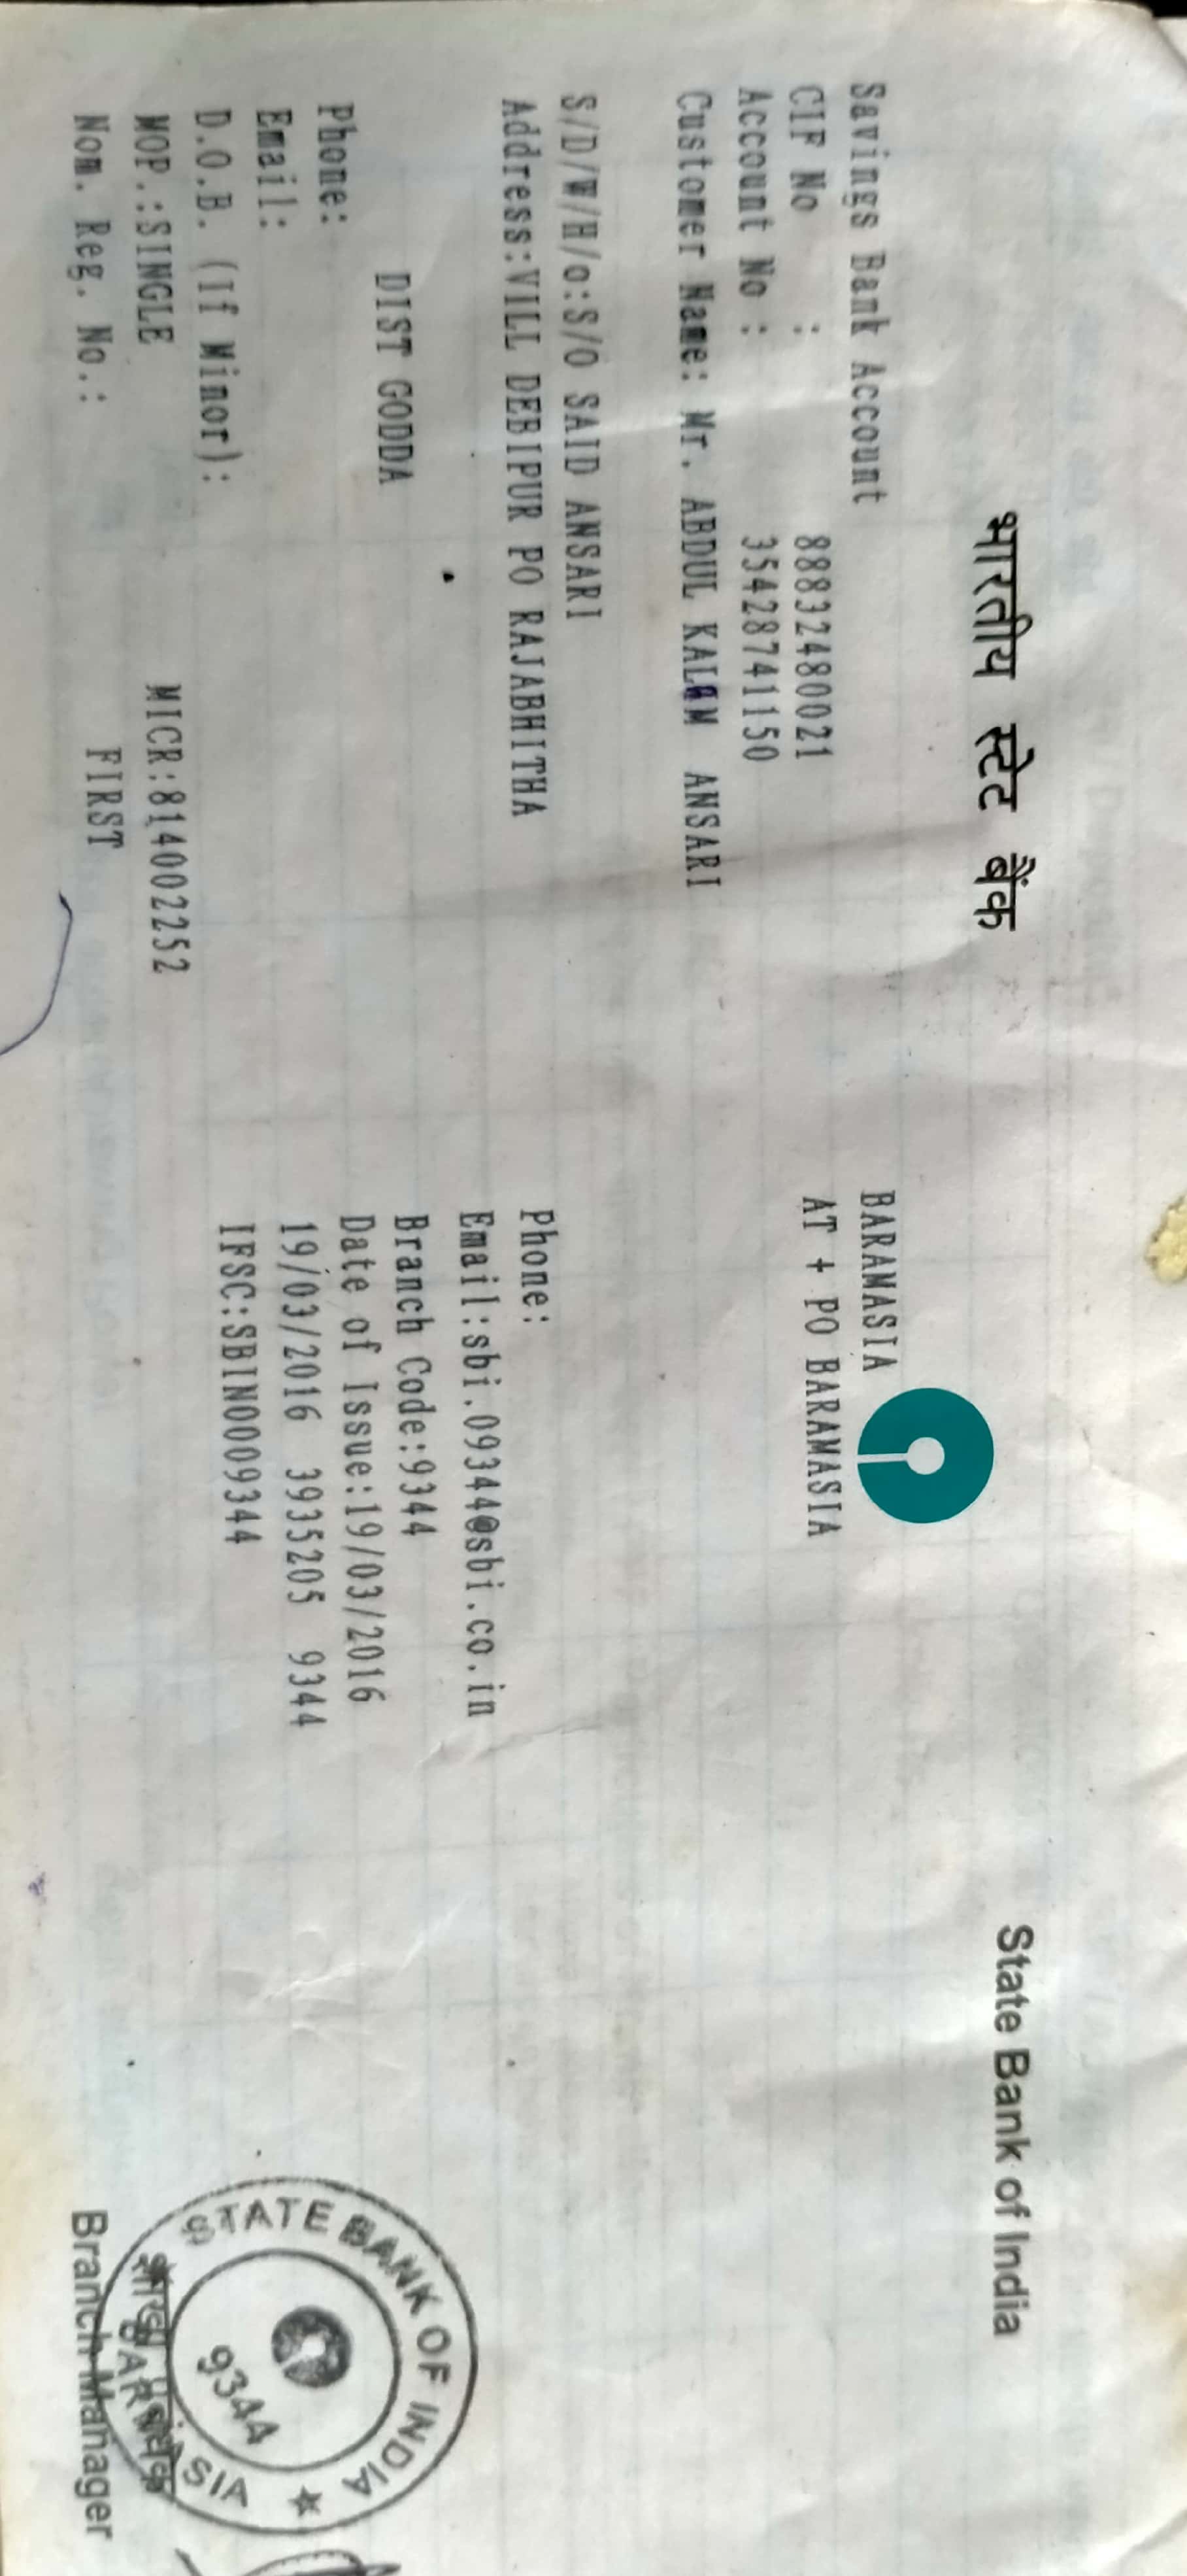 भारतीय स्टेट बैंक
State Bank of India
Savings Bank Account
CIF No : 88832480021
Account No : 35428741150
Customer Name: Mr. ABDUL KALAM ANSARI
S/D/W/H/o:S/O SAID ANSARI
Address:VILL DEBIPUR PO RAJABHITHA
DIST GODDA
Phone:
Email:
D.O.B. (If Minor):
MOP.:SINGLE MICR:814002252
Nom. Reg. No.: FIRST
BARAMASIA
AT + PO BARAMASIA
Phone:
Email:sbi.09344@sbi.co.in
Branch Code:9344
Date of Issue:19/03/2016
19/03/2016 3935205 9344
IFSC:SBIN0009344
STATE BANK OF INDIA
9344
शाखा प्रबंधक
Branch Manager